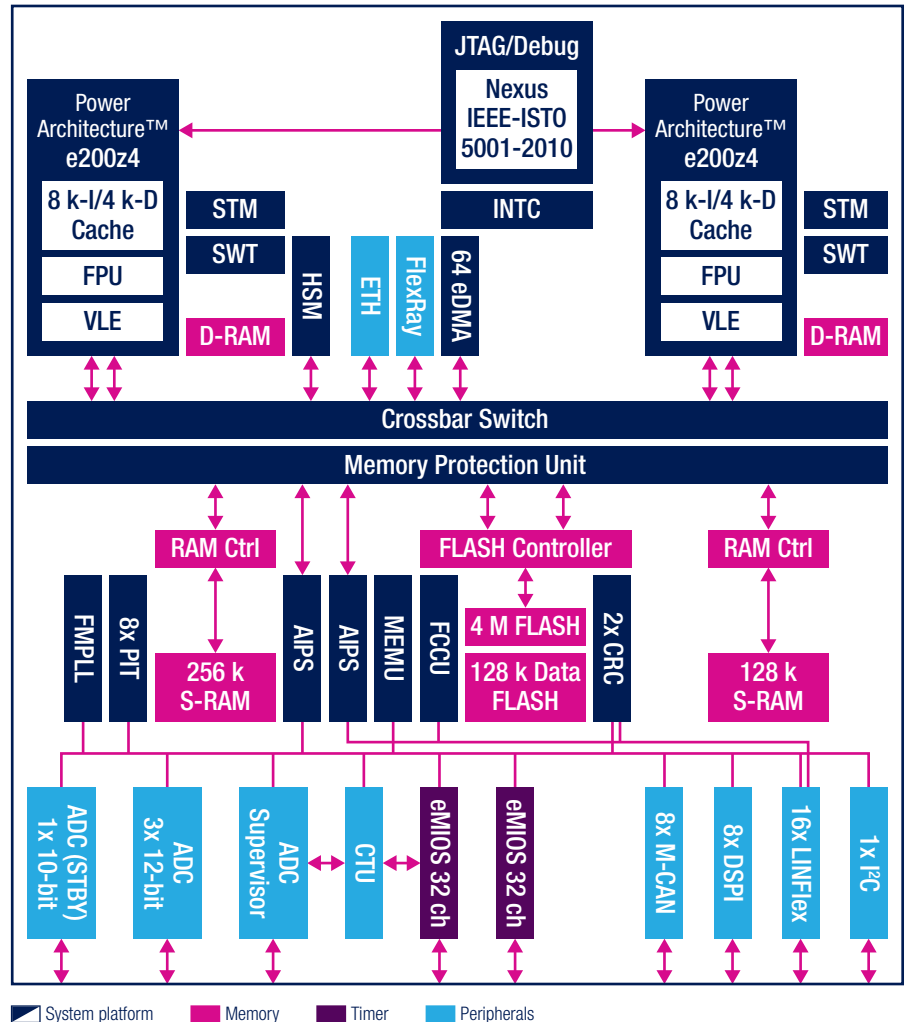 JTAG/Debug
Nexus
IEEE-ISTO
5001-2010
INTC
Power
Architecture™
e200z4
8 k-I/4 k-D
Cache
FPU
VLE
STM
SWT
D-RAM
HSM
ETH
FlexRay
64 eDMA
Power
Architecture™
e200z4
8 k-I/4 k-D
Cache
FPU
VLE
STM
SWT
D-RAM
Crossbar Switch
Memory Protection Unit
RAM Ctrl
FLASH Controller
RAM Ctrl
FMPLL
8x PIT
256 k
S-RAM
AIPS
AIPS
MEMU
FCCU
4 M FLASH
128 k Data
FLASH
2x CRC
128 k
S-RAM
ADC (STBY)
1x 10-bit
ADC
3x 12-bit
ADC
Supervisor
CTU
eMIOS 32 ch
eMIOS 32 ch
8x M-CAN
8x DSPI
16x LINFlex
1x I²C
System platform
Memory
Timer
Peripherals